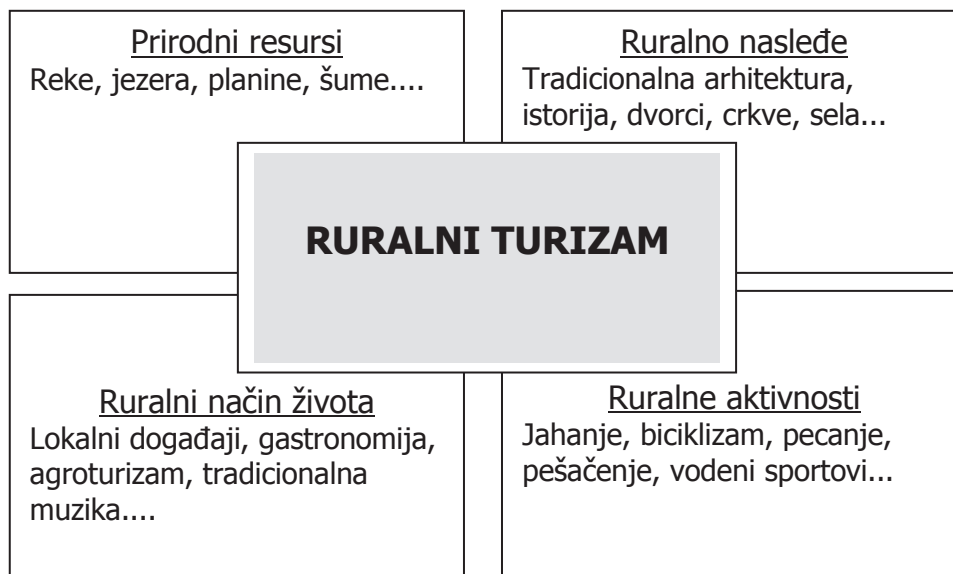 Prirodni resursi
Reke, jezera, planine, šume....
Ruralno nasleđe
Tradicionalna arhitektura,
istorija, dvorci, crkve, sela...
RURALNI TURIZAM
Ruralni način života
Lokalni događaji, gastronomija,
agroturizam, tradicionalna
muzika....
Ruralne aktivnosti
Jahanje, biciklizam, pecanje,
pešačenje, vodeni sportovi...